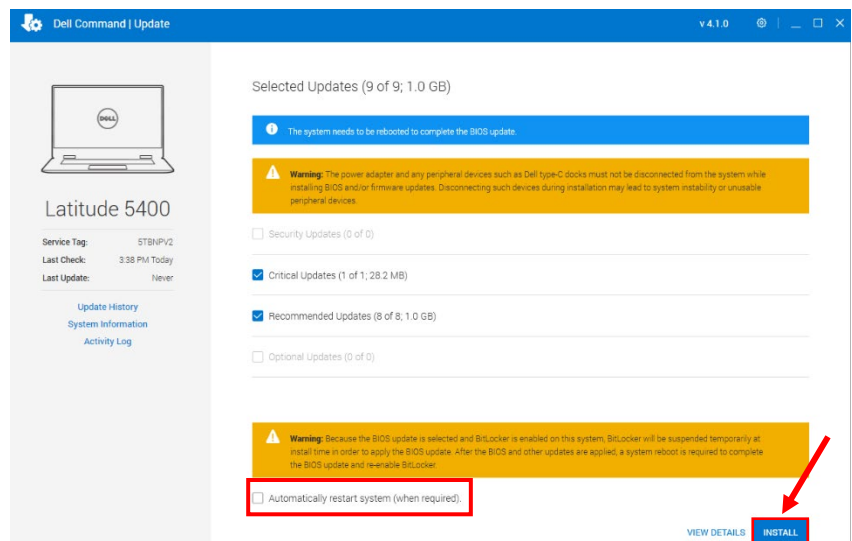 Dell Command | Update
v 4.1.0
DELL
Selected Updates (9 of 9; 1.0 GB)
The system needs to be rebooted to complete the BIOS update.
Warning: The power adapter and any peripheral devices such as Dell type-C docks must not be disconnected from the system while
installing BIOS and/or firmware updates. Disconnecting such devices during installation may lead to system instability or unusable
peripheral devices.
Latitude 5400
Service Tag: 5TBNPV2
Last Check: 3:38 PM Today
Last Update: Never
Update History
System Information
Activity Log
Security Updates (0 of 0)
Critical Updates (1 of 1; 28.2 MB)
Recommended Updates (8 of 8; 1.0 GB)
Optional Updates (0 of 0)
Warning: Because the BIOS update is selected and BitLocker is enabled on this system, BitLocker will be suspended temporarily at
install time in order to apply the BIOS update. After the BIOS and other updates are applied, a system reboot is required to complete
the BIOS update and re-enable BitLocker.
Automatically restart system (when required).
VIEW DETAILS
INSTALL